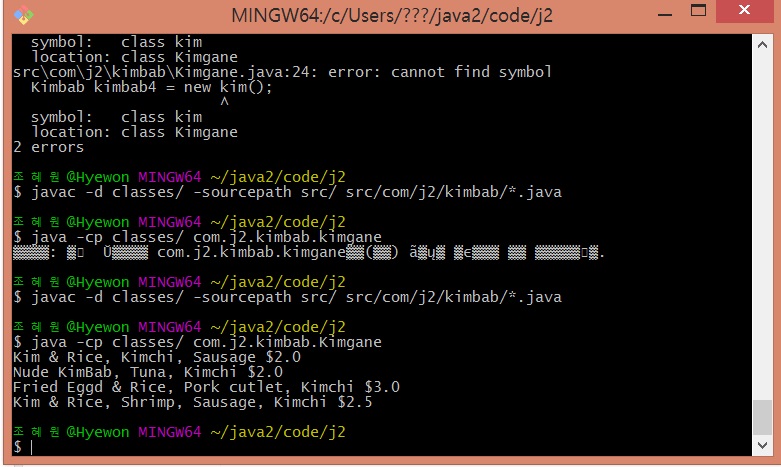 MINGW64:/c/Users/???/java2/code/j2
symbol:   class kim
location: class Kimgane
src\com\j2\kimbab\Kimgane.java:24: error: cannot find symbol
Kimbab kimbab4 = new kim();
^
symbol:   class kim
location: class Kimgane
2 errors
조 혜 원 @Hyewon MINGW64 ~/java2/code/j2
$ javac -d classes/ -sourcepath src/ src/com/j2/kimbab/*.java
조 혜 원 @Hyewon MINGW64 ~/java2/code/j2
$ java -cp classes/ com.j2.kimbab.kimgane
com.j2.kimbab.kimgane
조 혜 원 @Hyewon MINGW64 ~/java2/code/j2
$ javac -d classes/ -sourcepath src/ src/com/j2/kimbab/*.java
조 혜 원 @Hyewon MINGW64 ~/java2/code/j2
$ java -cp classes/ com.j2.kimbab.Kimgane
Kim & Rice, Kimchi, Sausage $2.0
Nude KimBab, Tuna, Kimchi $2.0
Fried Eggd & Rice, Pork cutlet, Kimchi $3.0
Kim & Rice, Shrimp, Sausage, Kimchi $2.5
조 혜 원 @Hyewon MINGW64 ~/java2/code/j2
$